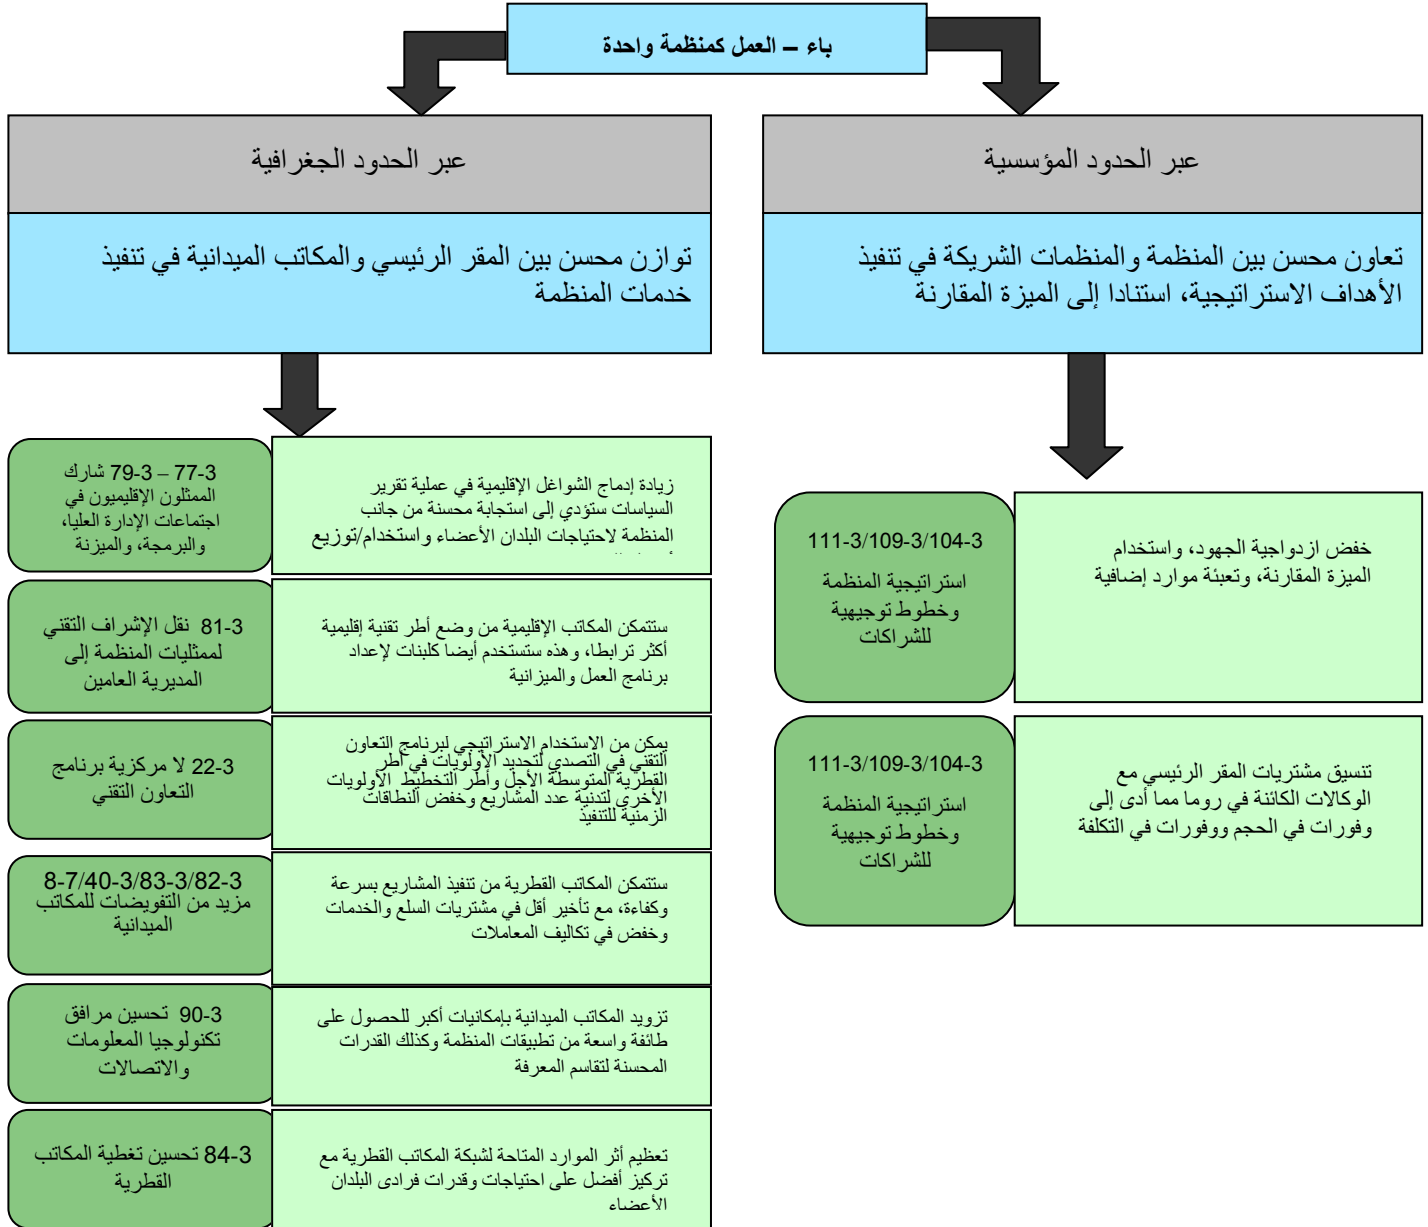 باء – العمل كمنظمة واحدة
عبر الحدود المؤسسية
تعاون محسن بين المنظمة والمنظمات الشريكة في تنفيذ
الأهداف الاستراتيجية، استنادا إلى الميزة المقارنة
خفض ازدواجية الجهود، واستخدام
الميزة المقارنة، وتعبئة موارد إضافية
111-3/109-3/104-3
استراتيجية المنظمة
وخطوط توجيهية
للشراكات
تنسيق مشتريات المقر الرئيسي مع
الوكالات الكائنة في روما مما أدى إلى
وفورات في الحجم ووفورات في التكلفة
111-3/109-3/104-3
استراتيجية المنظمة
وخطوط توجيهية
للشراكات
عبر الحدود الجغرافية
توازن محسن بين المقر الرئيسي والمكاتب الميدانية في تنفيذ
خدمات المنظمة
زيادة إدماج الشواغل الإقليمية في عملية تقرير
السياسات ستؤدي إلى استجابة محسنة من جانب
المنظمة لاحتياجات البلدان الأعضاء واستخدام/توزيع
77-3 – 79-3 شارك
الممثلون الإقليميون في
اجتماعات الإدارة العليا،
والبرمجة، والميزنة
ستتمكن المكاتب الإقليمية من وضع أطر تقنية إقليمية
أكثر ترابطا، وهذه ستستخدم أيضا كلبنات لإعداد
برنامج العمل والميزانية
81-3 نقل الإشراف التقني
لممثليات المنظمة إلى
المديرية العامين
يمكن من الاستخدام الاستراتيجي لبرنامج التعاون
التقني في التصدي لتحديد الأولويات في أطر
القطرية المتوسطة الأجل وأطر التخطيط الأولويات
الأخرى لتدنية عدد المشاريع وخفض النطاقات
الزمنية للتنفيذ
22-3 لا مركزية برنامج
التعاون التقني
ستتمكن المكاتب القطرية من تنفيذ المشاريع بسرعة
وكفاءة، مع تأخير أقل في مشتريات السلع والخدمات
وخفض في تكاليف المعاملات
8-7/40-3/83-3/82-3
مزيد من التفويضات للمكاتب
الميدانية
تزويد المكاتب الميدانية بإمكانيات أكبر للحصول على
طائفة واسعة من تطبيقات المنظمة وكذلك القدرات
المحسنة لتقاسم المعرفة
90-3 تحسين مرافق
تكنولوجيا المعلومات
والاتصالات
تعظيم أثر الموارد المتاحة لشبكة المكاتب القطرية مع
تركيز أفضل على احتياجات وقدرات فرادى البلدان
الأعضاء
84-3 تحسين تغطية المكاتب
القطرية